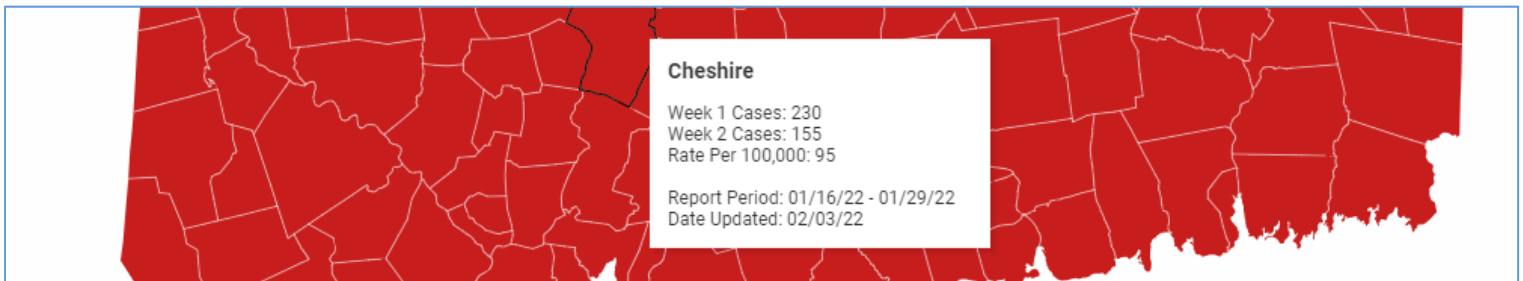 Cheshire
Week 1 Cases: 230
Week 2 Cases: 155
Rate Per 100,000: 95
Report Period: 01/16/22 - 01/29/22
Date Updated: 02/03/22